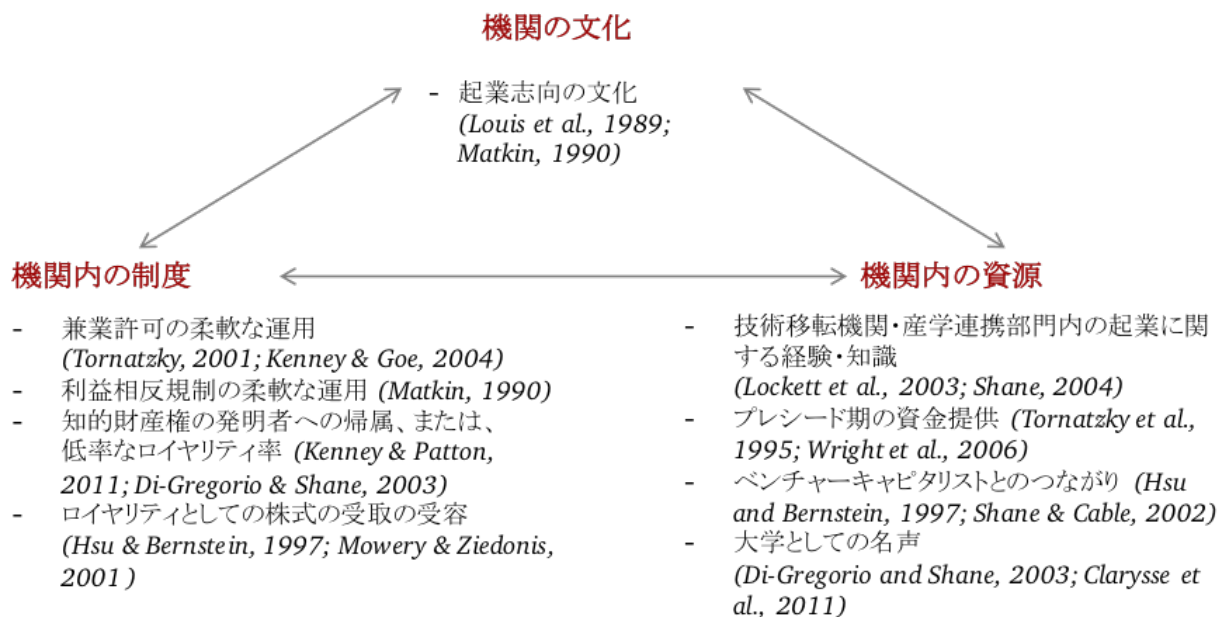 機関の文化
- 起業志向の文化
(Louis et al., 1989;
Matkin, 1990)
機関内の制度
- 兼業許可の柔軟な運用
(Tornatzky, 2001; Kenney & Goe, 2004)
- 利益相反規制の柔軟な運用 (Matkin, 1990)
- 知的財産権の発明者への帰属、または、
低率なロイヤリティ率 (Kenney & Patton,
2011; Di-Gregorio & Shane, 2003)
- ロイヤリティとしての株式の受取の受容
(Hsu & Bernstein, 1997; Mowery & Ziedonis,
2001 )
機関内の資源
- 技術移転機関・産学連携部門内の起業に関
する経験・知識
(Lockett et al., 2003; Shane, 2004)
- プレシード期の資金提供 (Tornatzky et al.,
1995; Wright et al., 2006)
- ベンチャーキャピタリストとのつながり (Hsu
and Bernstein, 1997; Shane & Cable, 2002)
- 大学としての名声
(Di-Gregorio and Shane, 2003; Clarysse et
al., 2011)